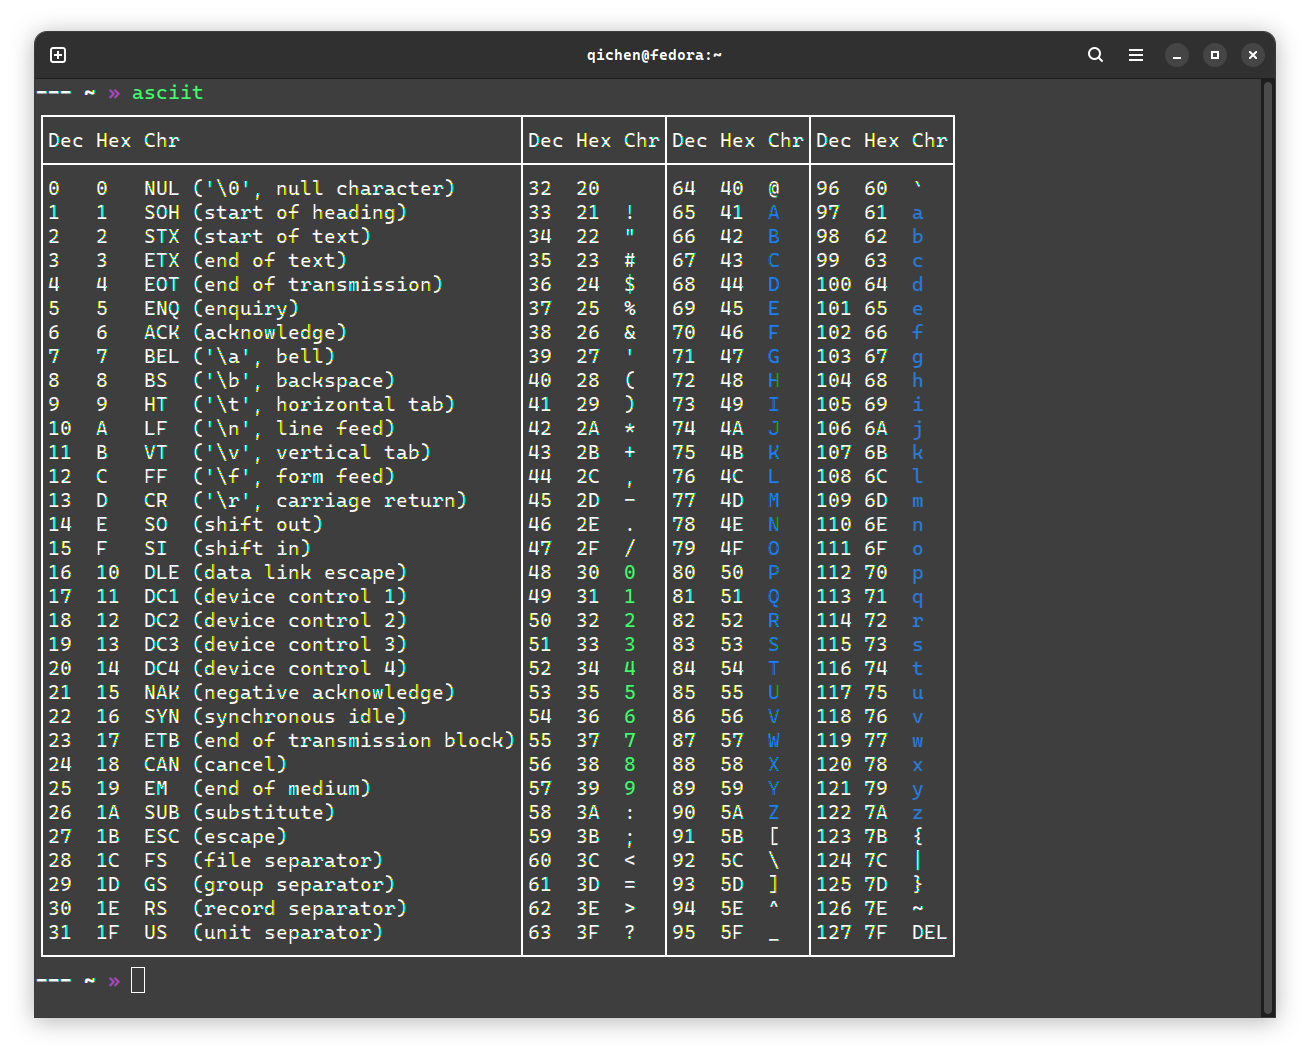 qichen@fedora:~
--- ~ » asciit
Dec Hex Chr Dec Hex Chr Dec Hex Chr Dec Hex Chr
0 0 NUL ('\0', null character) 32 20 64 40 @ 96 60 `
1 1 SOH (start of heading) 33 21 ! 65 41 A 97 61 a
2 2 STX (start of text) 34 22 " 66 42 B 98 62 b
3 3 ETX (end of text) 35 23 # 67 43 C 99 63 c
4 4 EOT (end of transmission) 36 24 $ 68 44 D 100 64 d
5 5 ENQ (enquiry) 37 25 % 69 45 E 101 65 e
6 6 ACK (acknowledge) 38 26 & 70 46 F 102 66 f
7 7 BEL ('\a', bell) 39 27 ' 71 47 G 103 67 g
8 8 BS ('\b', backspace) 40 28 ( 72 48 H 104 68 h
9 9 HT ('\t', horizontal tab) 41 29 ) 73 49 I 105 69 i
10 A LF ('\n', line feed) 42 2A * 74 4A J 106 6A j
11 B VT ('\v', vertical tab) 43 2B + 75 4B K 107 6B k
12 C FF ('\f', form feed) 44 2C , 76 4C L 108 6C l
13 D CR ('\r', carriage return) 45 2D - 77 4D M 109 6D m
14 E SO (shift out) 46 2E . 78 4E N 110 6E n
15 F SI (shift in) 47 2F / 79 4F O 111 6F o
16 10 DLE (data link escape) 48 30 0 80 50 P 112 70 p
17 11 DC1 (device control 1) 49 31 1 81 51 Q 113 71 q
18 12 DC2 (device control 2) 50 32 2 82 52 R 114 72 r
19 13 DC3 (device control 3) 51 33 3 83 53 S 115 73 s
20 14 DC4 (device control 4) 52 34 4 84 54 T 116 74 t
21 15 NAK (negative acknowledge) 53 35 5 85 55 U 117 75 u
22 16 SYN (synchronous idle) 54 36 6 86 56 V 118 76 v
23 17 ETB (end of transmission block) 55 37 7 87 57 W 119 77 w
24 18 CAN (cancel) 56 38 8 88 58 X 120 78 x
25 19 EM (end of medium) 57 39 9 89 59 Y 121 79 y
26 1A SUB (substitute) 58 3A : 90 5A Z 122 7A z
27 1B ESC (escape) 59 3B ; 91 5B [ 123 7B {
28 1C FS (file separator) 60 3C < 92 5C \ 124 7C |
29 1D GS (group separator) 61 3D = 93 5D ] 125 7D }
30 1E RS (record separator) 62 3E > 94 5E ^ 126 7E ~
31 1F US (unit separator) 63 3F ? 95 5F _ 127 7F DEL
--- ~ »